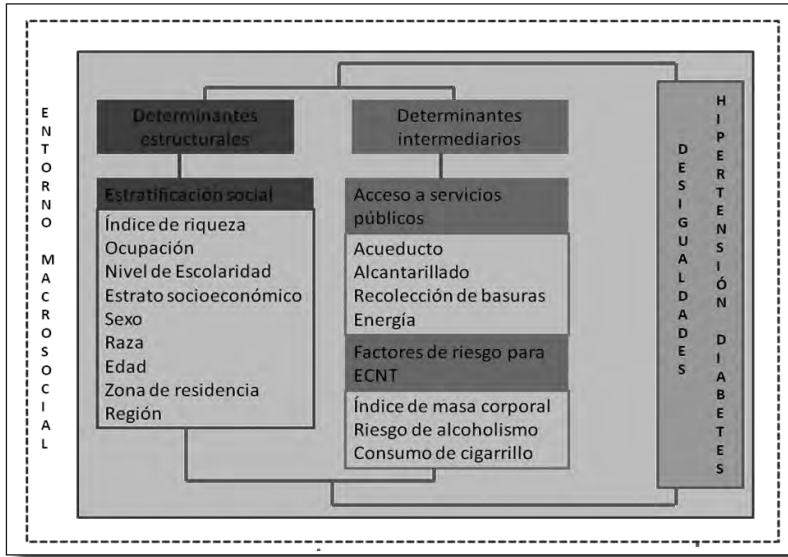 ENTORNO MACROSOCIAL
Determinantes
estructurales
Estratificación social
Índice de riqueza
Ocupación
Nivel de Escolaridad
Estrato socioeconómico
Sexo
Raza
Edad
Zona de residencia
Región
Determinantes
intermediarios
Acceso a servicios
públicos
Acueducto
Alcantarillado
Recolección de basuras
Energía
Factores de riesgo para
ECNT
Índice de masa corporal
Riesgo de alcoholismo
Consumo de cigarrillo
DESIGUALDADES
HIPERTENSIÓN DIABETES